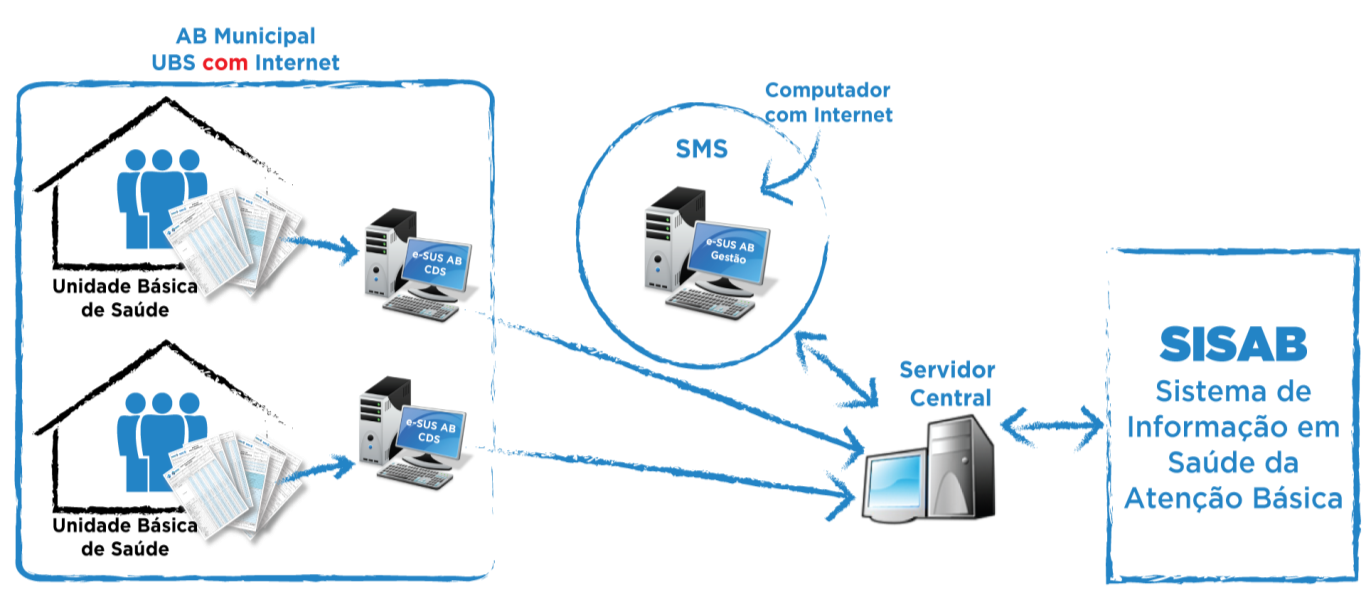 AB Municipal
UBS com Internet
Unidade Básica
de Saúde
e-SUS AB
CDS
Unidade Básica
de Saúde
e-SUS AB
CDS
Computador
com Internet
SMS
e-SUS AB
Gestão
Servidor
Central
SISAB
Sistema de
Informação em
Saúde da
Atenção Básica